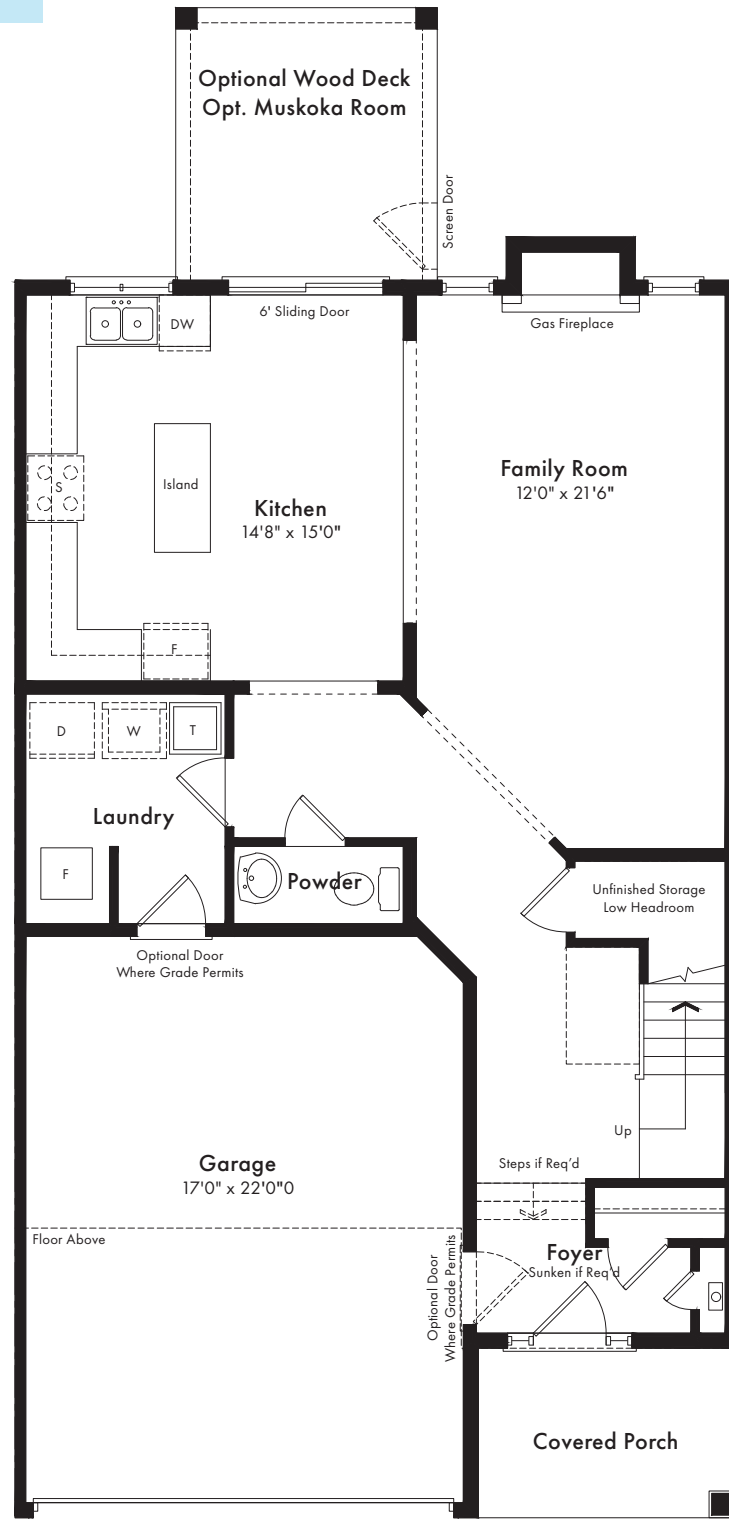 Optional Wood Deck
Opt. Muskoka Room
Screen Door
DW
6' Sliding Door
Gas Fireplace
S
Island
Kitchen
14'8" x 15'0"
Family Room
12'0" x 21'6"
F
D
W
T
Laundry
F
Powder
Unfinished Storage
Low Headroom
Optional Door
Where Grade Permits
Up
Garage
17'0" x 22'0"0
Steps if Req'd
Floor Above
Optional Door
Where Grade Permits
Foyer
Sunken if Req'd
Covered Porch